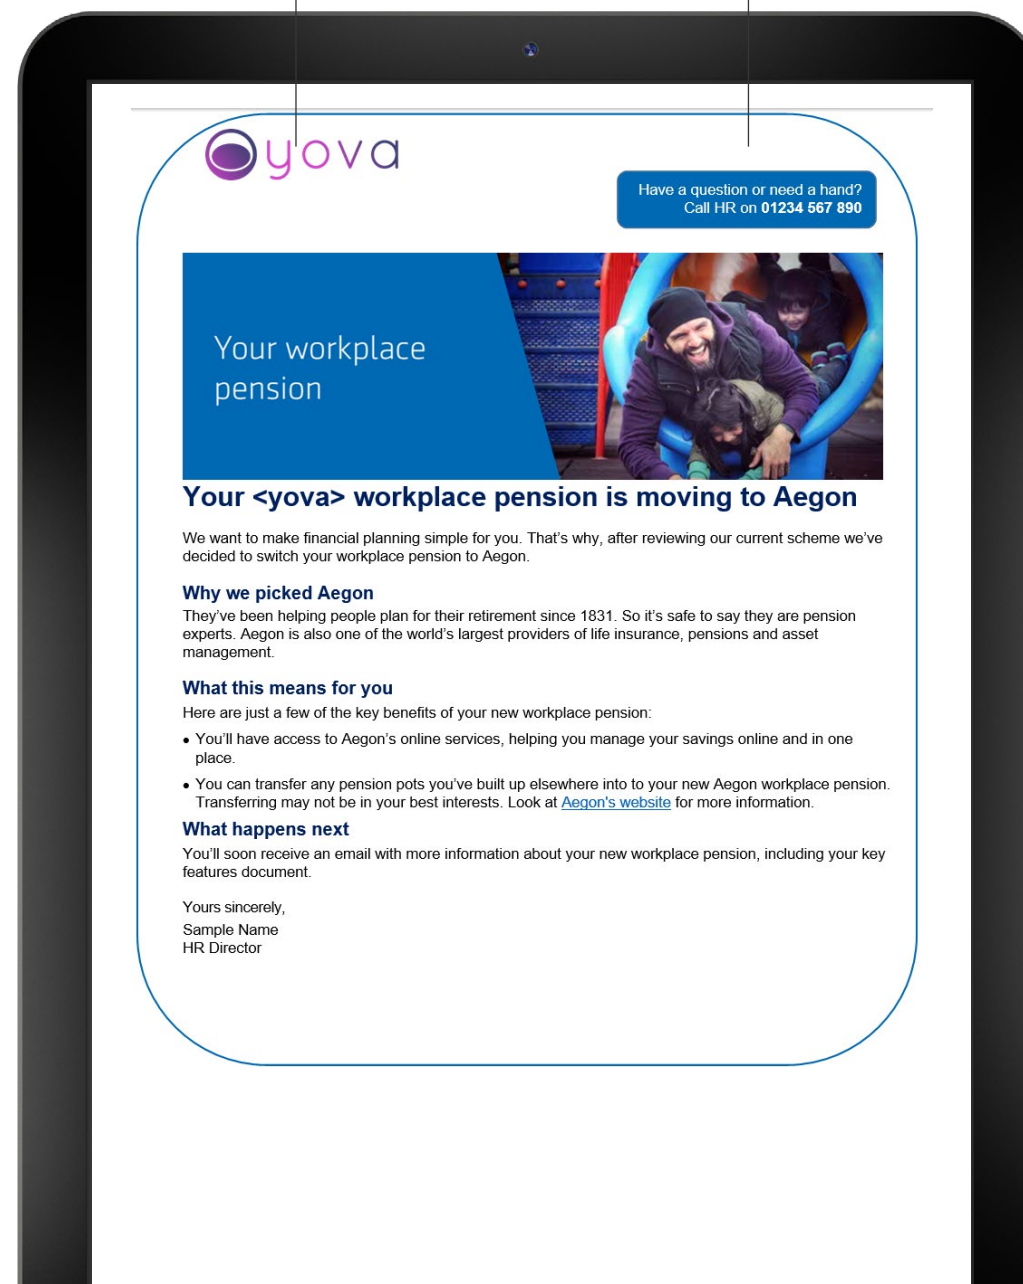 yova
Have a question or need a hand?
Call HR on 01234 567 890
Your workplace
pension
Your <yova> workplace pension is moving to Aegon
We want to make financial planning simple for you. That’s why, after reviewing our current scheme we’ve
decided to switch your workplace pension to Aegon.
Why we picked Aegon
They’ve been helping people plan for their retirement since 1831. So it’s safe to say they are pension
experts. Aegon is also one of the world’s largest providers of life insurance, pensions and asset
management.
What this means for you
Here are just a few of the key benefits of your new workplace pension:
• You’ll have access to Aegon’s online services, helping you manage your savings online and in one
place.
• You can transfer any pension pots you’ve built up elsewhere into to your new Aegon workplace pension.
Transferring may not be in your best interests. Look at Aegon's website for more information.
What happens next
You’ll soon receive an email with more information about your new workplace pension, including your key
features document.
Yours sincerely,
Sample Name
HR Director